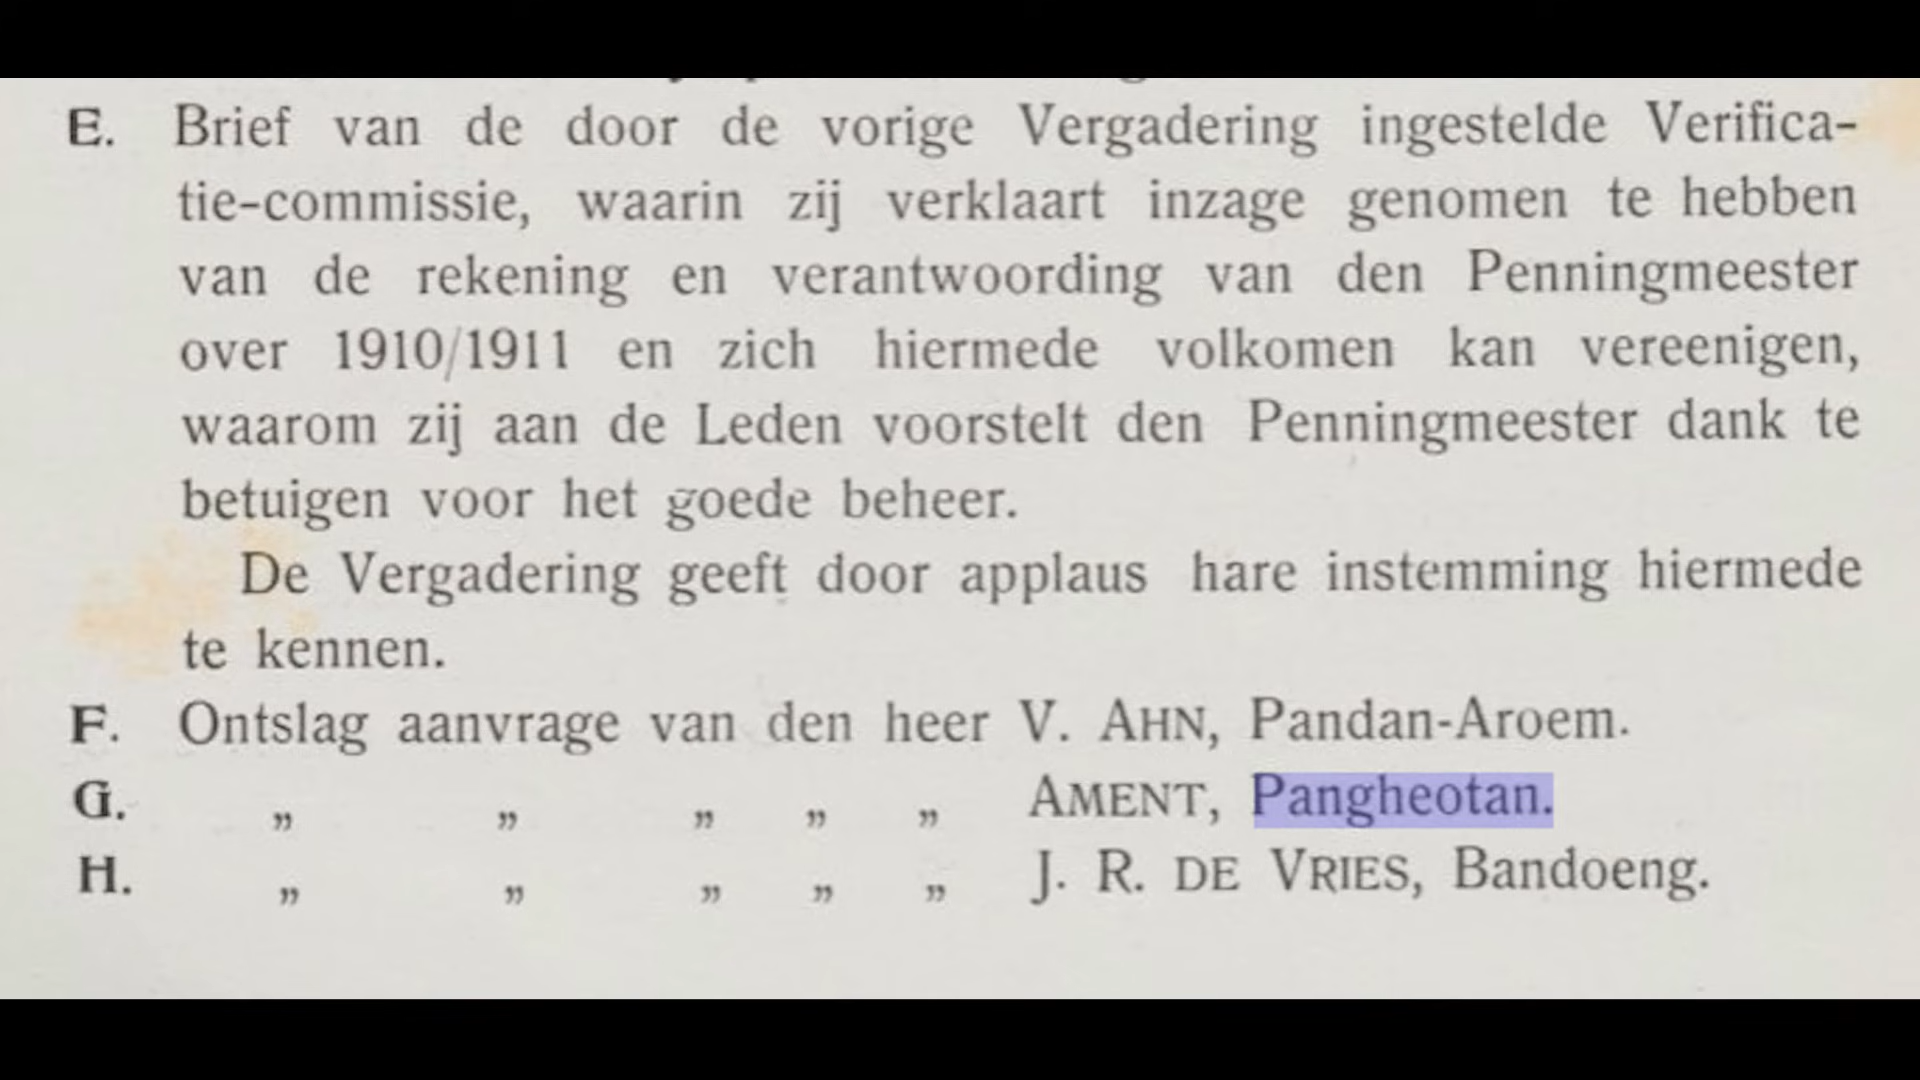 E. Brief van de door de vorige Vergadering ingestelde Verifica-
tie-commissie, waarin zij verklaart inzage genomen te hebben
van de rekening en verantwoording van den Penningmeester
over 1910/1911 en zich hiermede volkomen kan vereenigen,
waarom zij aan de Leden voorstelt den Penningmeester dank te
betuigen voor het goede beheer.
De Vergadering geeft door applaus hare instemming hiermede
te kennen.
F. Ontslag aanvrage van den heer V. AHN, Pandan-Aroem.
G. „ „ „ „ „ AMENT, Pangheotan.
H. „ „ „ „ „ J. R. DE VRIES, Bandoeng.